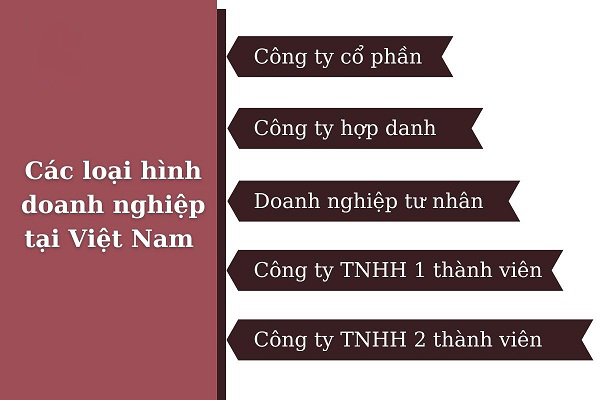 Các loại hình
doanh nghiệp
tại Việt Nam
Công ty cổ phần
Công ty hợp danh
Doanh nghiệp tư nhân
Công ty TNHH 1 thành viên
Công ty TNHH 2 thành viên